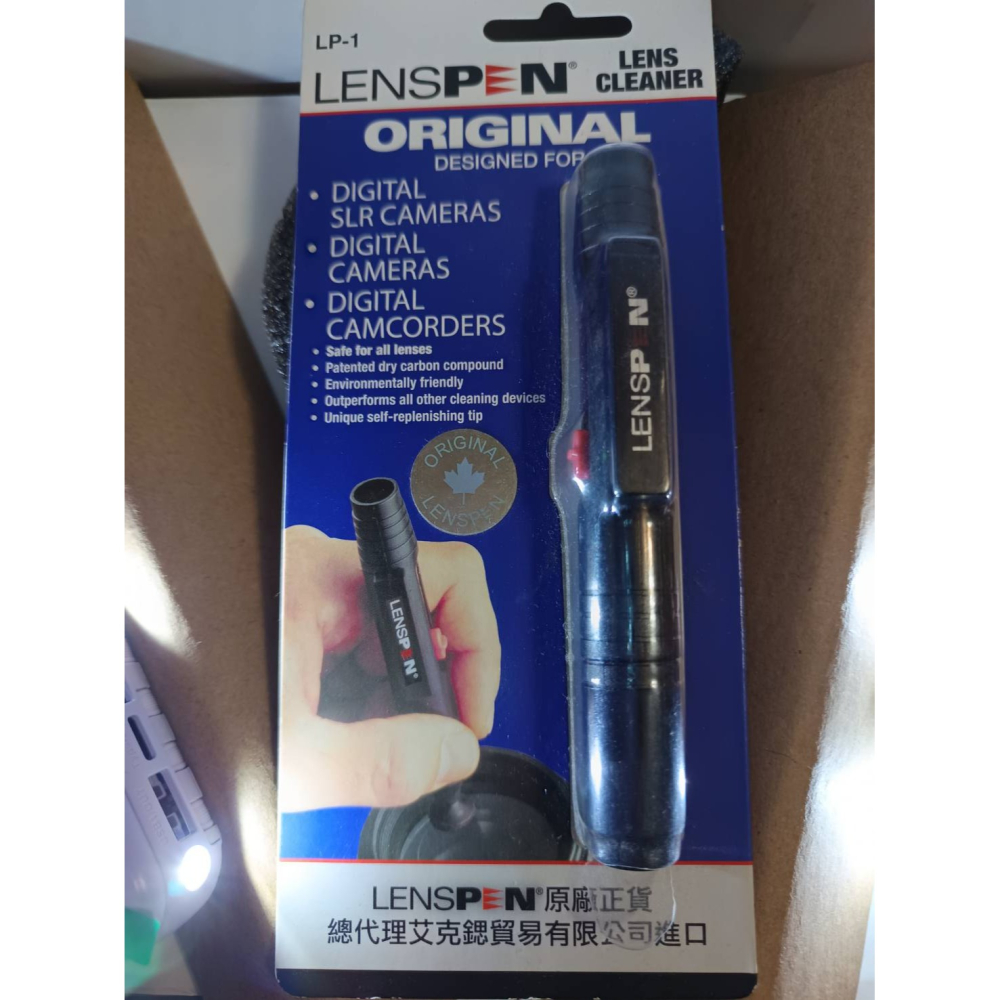 LP-1
LENSPEN®
LENS
CLEANER
ORIGINAL
DESIGNED FOR
• DIGITAL
SLR CAMERAS
• DIGITAL
CAMERAS
• DIGITAL
CAMCORDERS
• Safe for all lenses
• Patented dry carbon compound
• Environmentally friendly
• Outperforms all other cleaning devices
• Unique self-replenishing tip
LENSPEN®
ORIGINAL
LENSPEN
LENSPEN®
LENSPEN®原廠正貨
總代理艾克鍶貿易有限公司進口